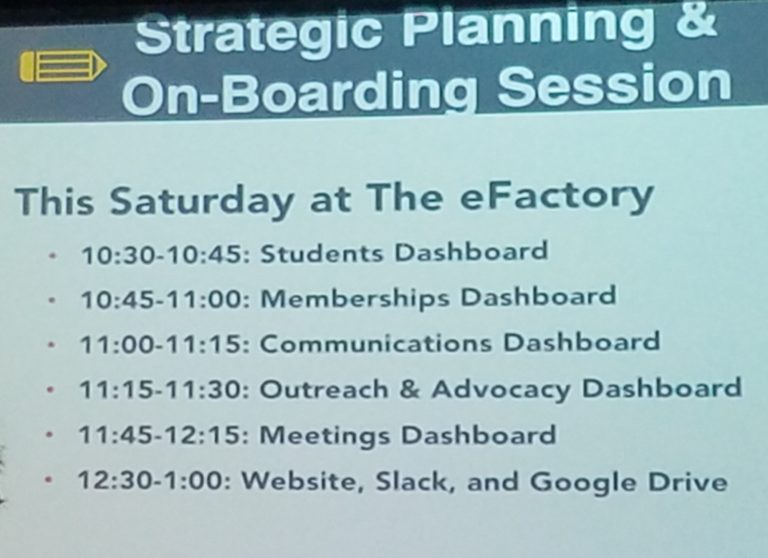 Strategic Planning &
On-Boarding Session
This Saturday at The eFactory
• 10:30-10:45: Students Dashboard
• 10:45-11:00: Memberships Dashboard
• 11:00-11:15: Communications Dashboard
• 11:15-11:30: Outreach & Advocacy Dashboard
• 11:45-12:15: Meetings Dashboard
• 12:30-1:00: Website, Slack, and Google Drive